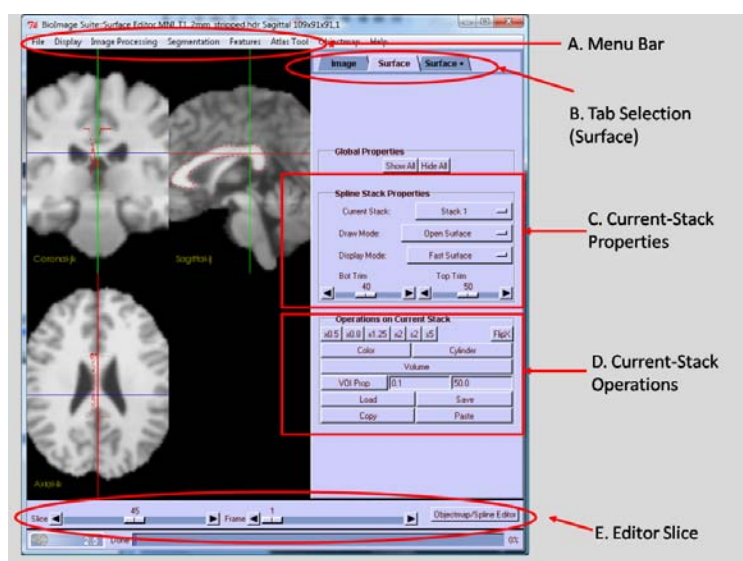 BioImage Suite::Surface Editor MNI_T1_2mm_stripped.hdr Sagittal 109x91x91,1
File Display Image Processing Segmentation Features Atlas Tool Objectmap Help
A. Menu Bar
Image Surface Surface +
B. Tab Selection
(Surface)
Global Properties
Show All Hide All
Spline Stack Properties
Current Stack: Stack 1
C. Current-Stack
Properties
Draw Mode: Open Surface
Display Mode: Fast Surface
Coronal-jk
Sagittal-ij
Bot Trim Top Trim
40 50
Operations on Current Stack
x0.5 x0.8 x1.25 x2 x5 FlipX
Color Cylinder
Volume
D. Current-Stack
Operations
VOI Prop 0.1 50.0
Load Save
Copy Paste
Axial-ik
45 1
Slice Frame Objectmap/Spline Editor
E. Editor Slice
Done 0%